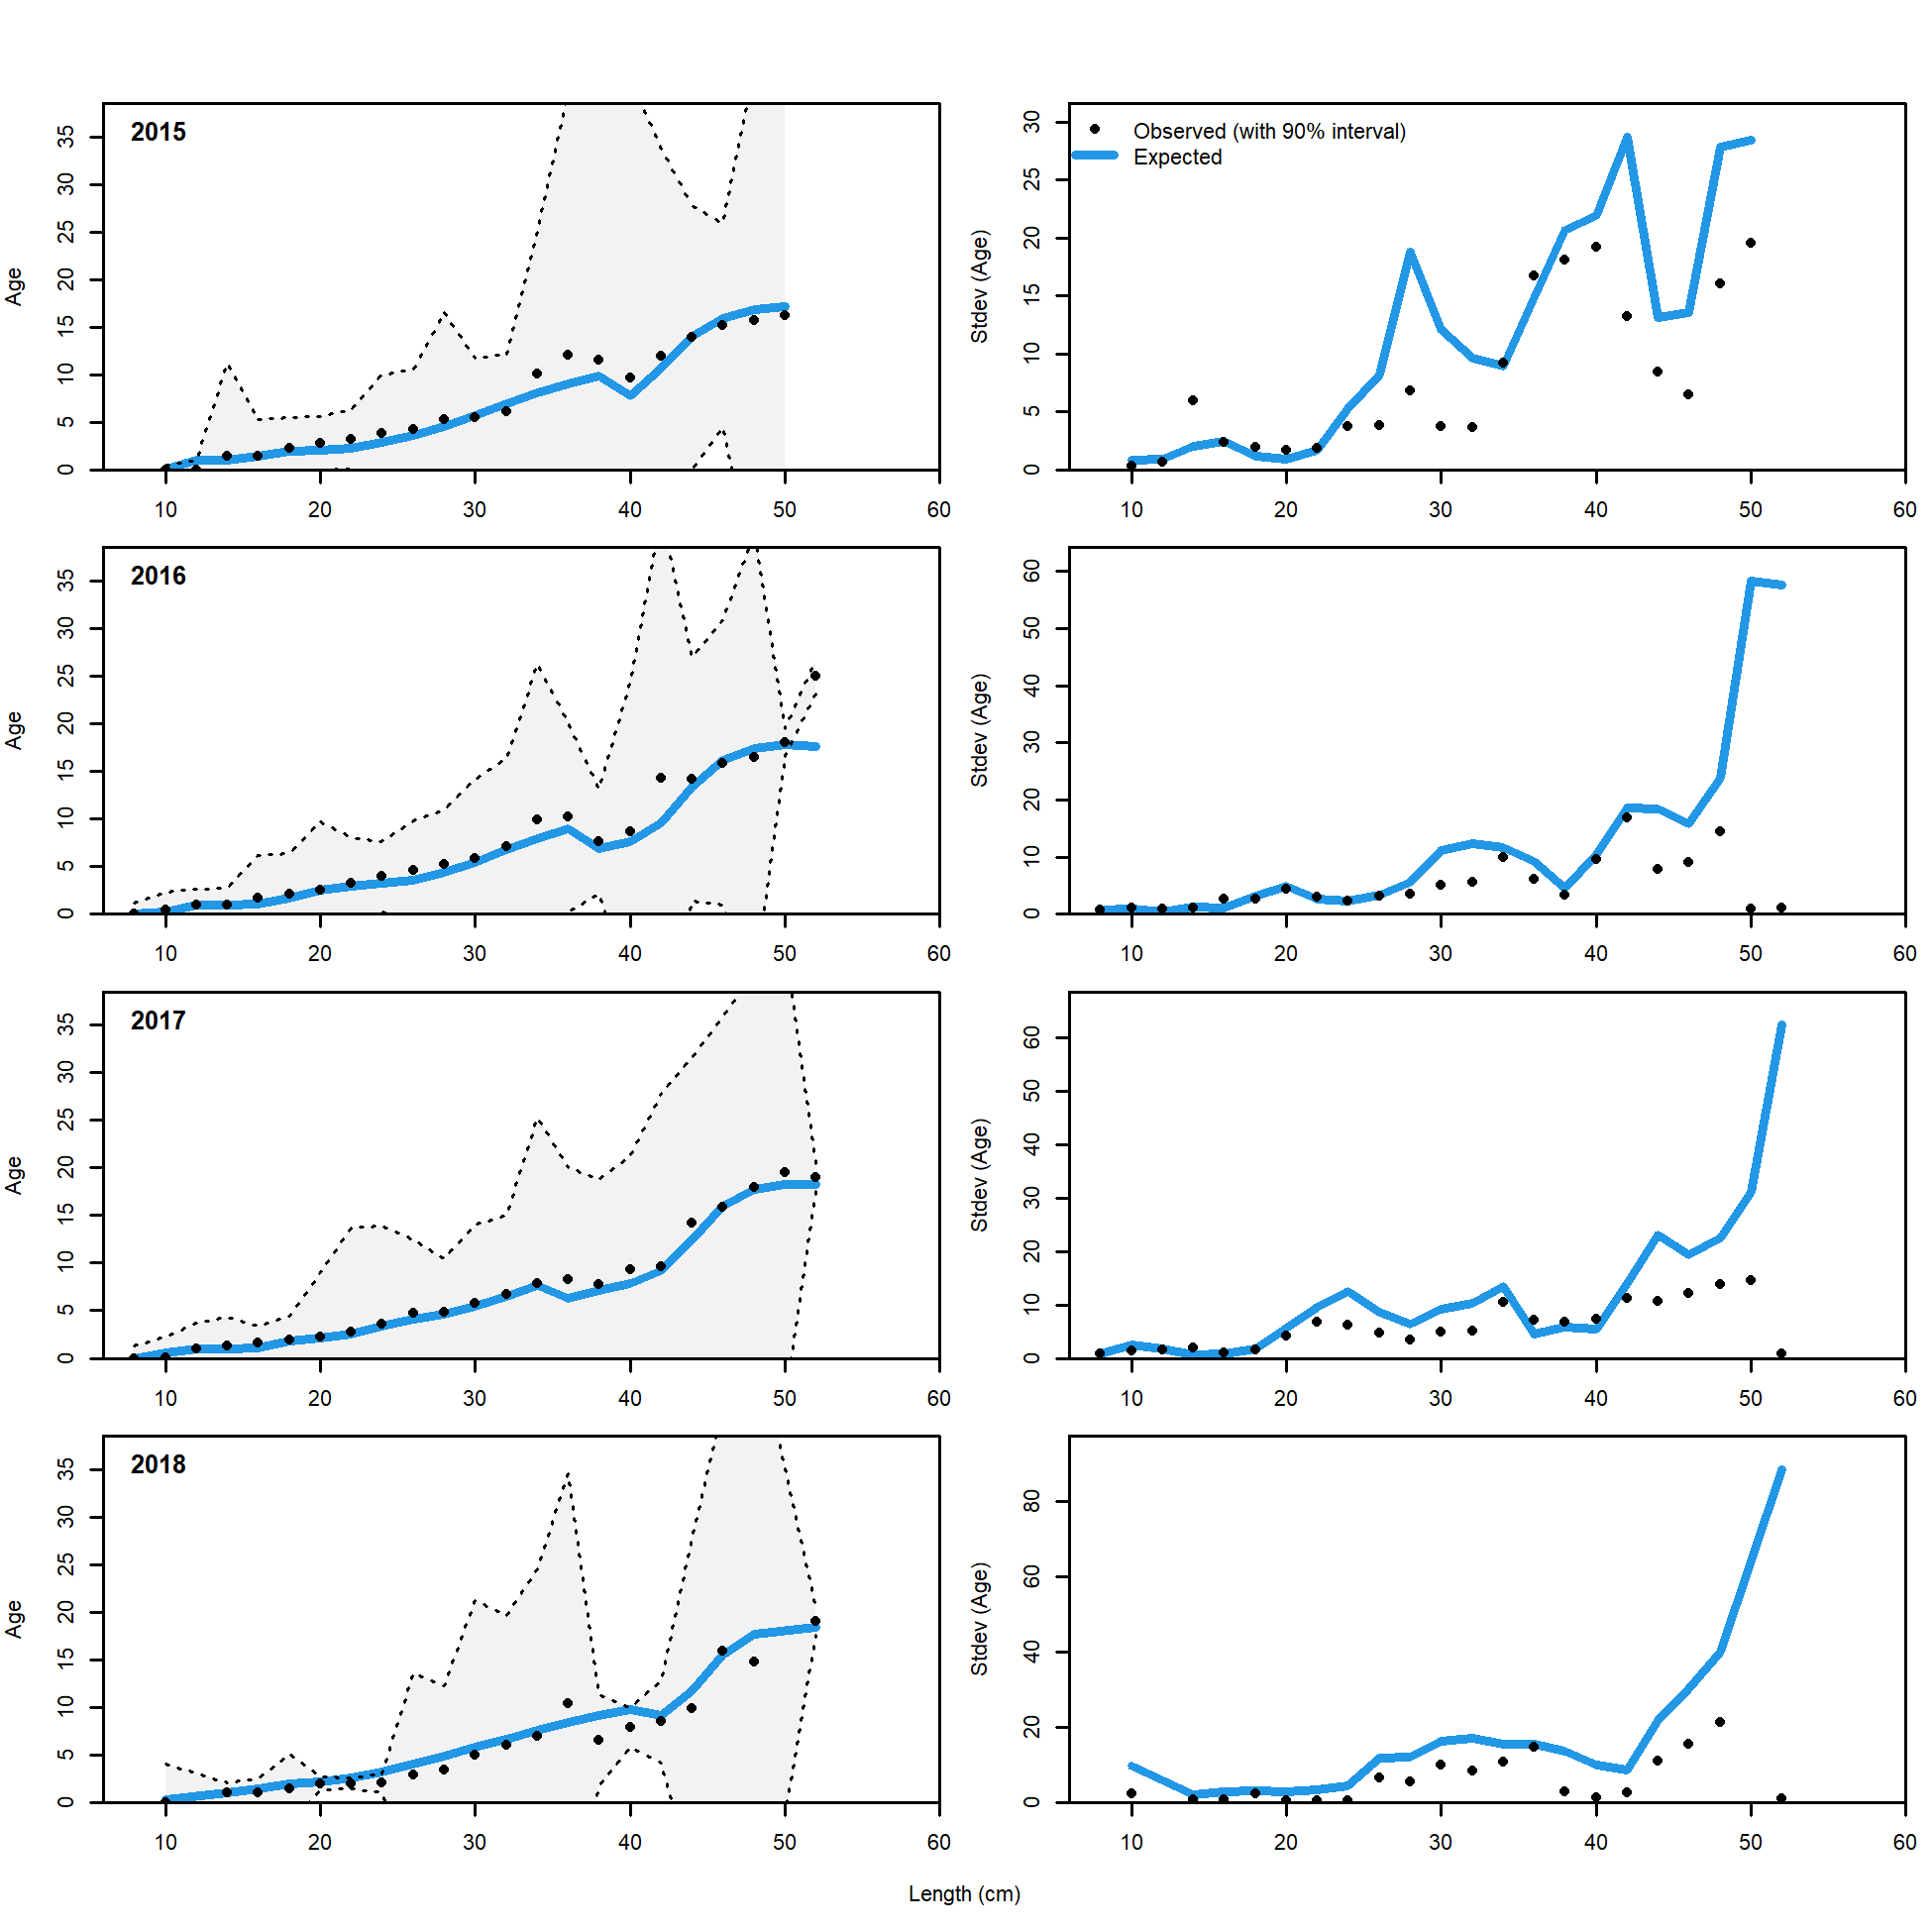 2015
Age
0 5 10 15 20 25 30 35
10 20 30 40 50 60
Observed (with 90% interval)
Expected
Stdev (Age)
0 5 10 15 20 25 30
10 20 30 40 50 60
2016
Age
0 5 10 15 20 25 30 35
10 20 30 40 50 60
Stdev (Age)
0 10 20 30 40 50 60
10 20 30 40 50 60
2017
Age
0 5 10 15 20 25 30 35
10 20 30 40 50 60
Stdev (Age)
0 10 20 30 40 50 60
10 20 30 40 50 60
2018
Age
0 5 10 15 20 25 30 35
10 20 30 40 50 60
Stdev (Age)
0 20 40 60 80
10 20 30 40 50 60
Length (cm)